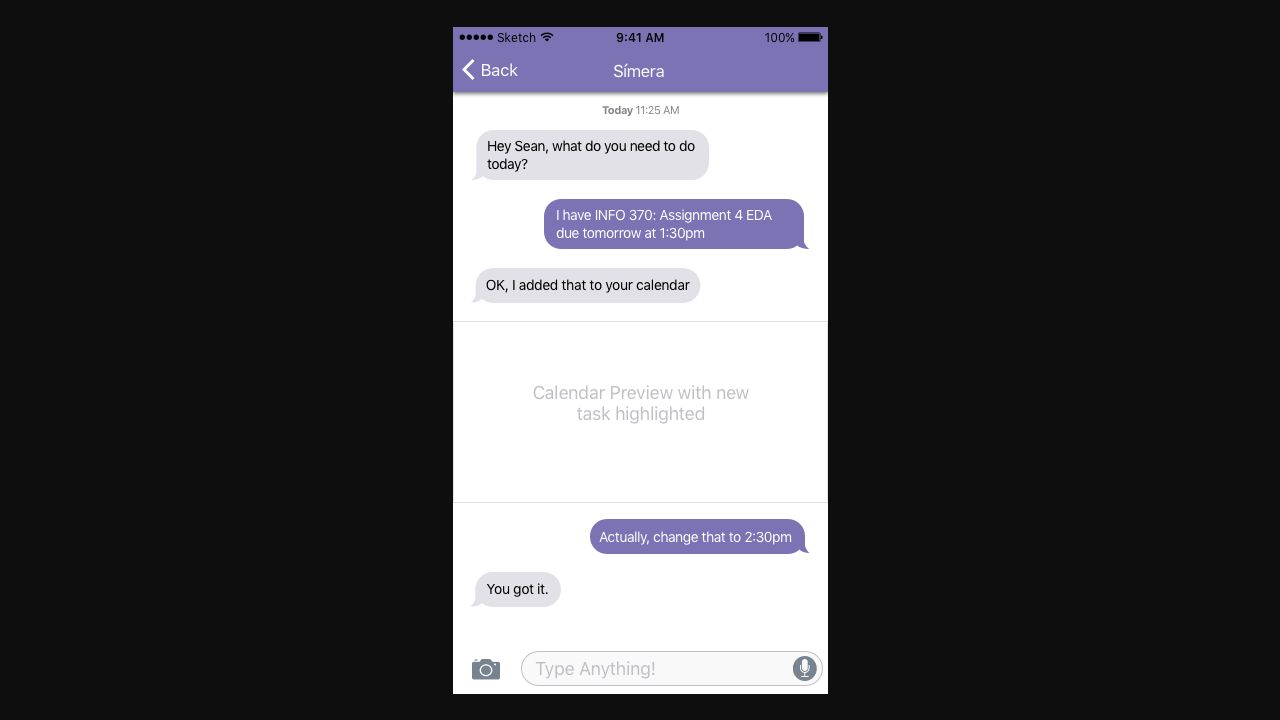 Sketch 9:41 AM 100%
Back Símera
Today 11:25 AM
Hey Sean, what do you need to do
today?
I have INFO 370: Assignment 4 EDA
due tomorrow at 1:30pm
OK, I added that to your calendar
Calendar Preview with new
task highlighted
Actually, change that to 2:30pm
You got it.
Type Anything!